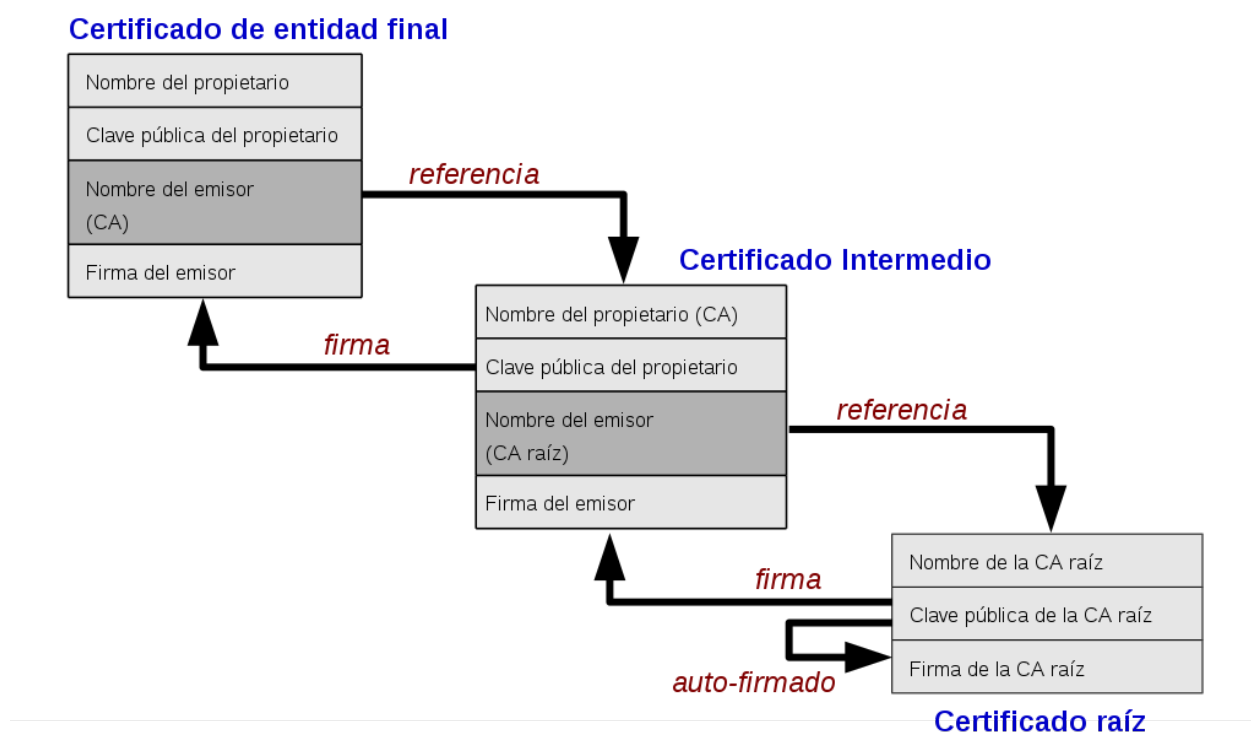 Certificado de entidad final
Nombre del propietario
Clave pública del propietario
Nombre del emisor
(CA)
Firma del emisor
referencia
firma
Certificado Intermedio
Nombre del propietario (CA)
Clave pública del propietario
Nombre del emisor
(CA raíz)
Firma del emisor
referencia
firma
auto-firmado
Nombre de la CA raíz
Clave pública de la CA raíz
Firma de la CA raíz
Certificado raíz